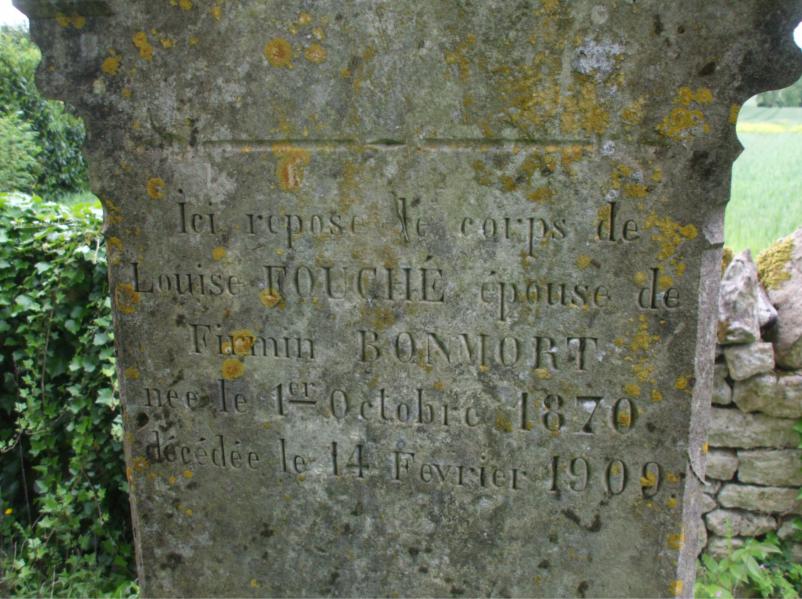 Ici repose le corps de
Louise FOUCHÉ épouse de
Firmin BONMORT
née le 1er Octobre 1870
décédée le 14 Février 1909